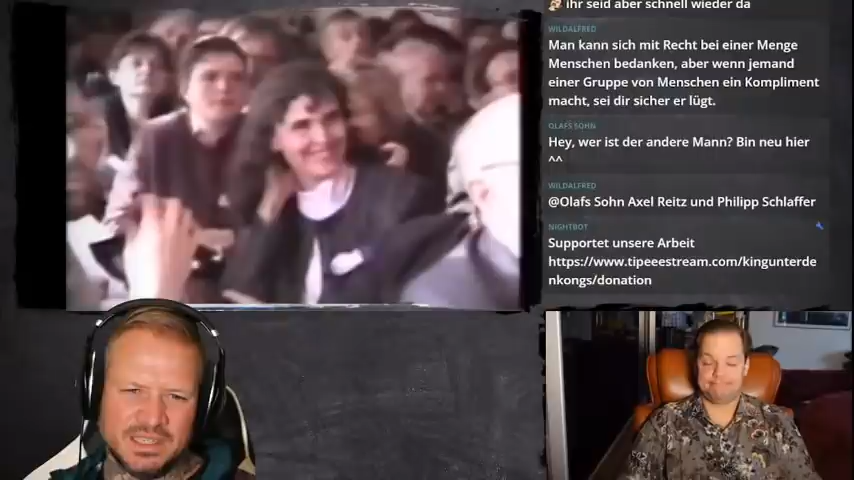 ihr seid aber schnell wieder da
WILDALFRED
Man kann sich mit Recht bei einer Menge
Menschen bedanken, aber wenn jemand
einer Gruppe von Menschen ein Kompliment
macht, sei dir sicher er lügt.
OLAFS SOHN
Hey, wer ist der andere Mann? Bin neu hier
^^
WILDALFRED
@Olafs Sohn Axel Reitz und Philipp Schlaffer
NIGHTBOT
Supportet unsere Arbeit
https://www.tipeeestream.com/kingunterde
nkongs/donation